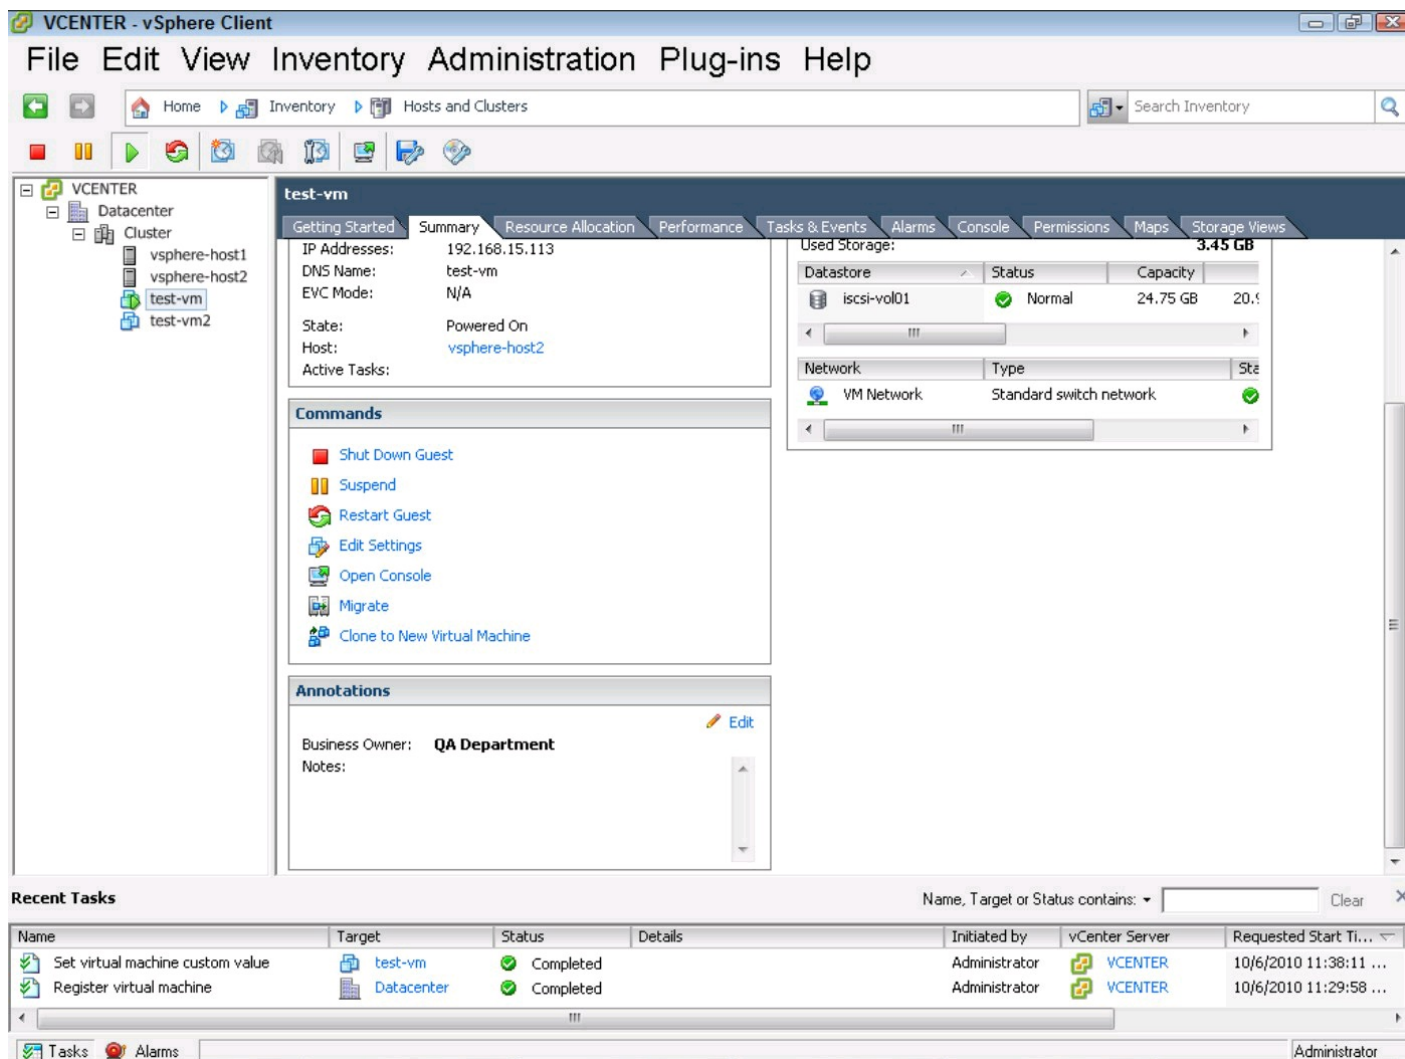 VCENTER - vSphere Client
File Edit View Inventory Administration Plug-ins Help
Home Inventory Hosts and Clusters
Search Inventory
VCENTER
Datacenter
Cluster
vsphere-host1
vsphere-host2
test-vm
test-vm2
test-vm
Getting Started Summary Resource Allocation Performance Tasks & Events Alarms Console Permissions Maps Storage Views
IP Addresses: 192.168.15.113
DNS Name: test-vm
EVC Mode: N/A
State: Powered On
Host: vsphere-host2
Active Tasks:
Commands
Shut Down Guest
Suspend
Restart Guest
Edit Settings
Open Console
Migrate
Clone to New Virtual Machine
Annotations
Edit
Business Owner: QA Department
Notes:
Used Storage: 3.45 GB
Datastore Status Capacity
iscsi-vol01 Normal 24.75 GB 20.9
Network Type Sta
VM Network Standard switch network
Recent Tasks
Name, Target or Status contains: Clear
Name Target Status Details Initiated by vCenter Server Requested Start Ti...
Set virtual machine custom value test-vm Completed Administrator VCENTER 10/6/2010 11:38:11 ...
Register virtual machine Datacenter Completed Administrator VCENTER 10/6/2010 11:29:58 ...
Tasks Alarms Administrator